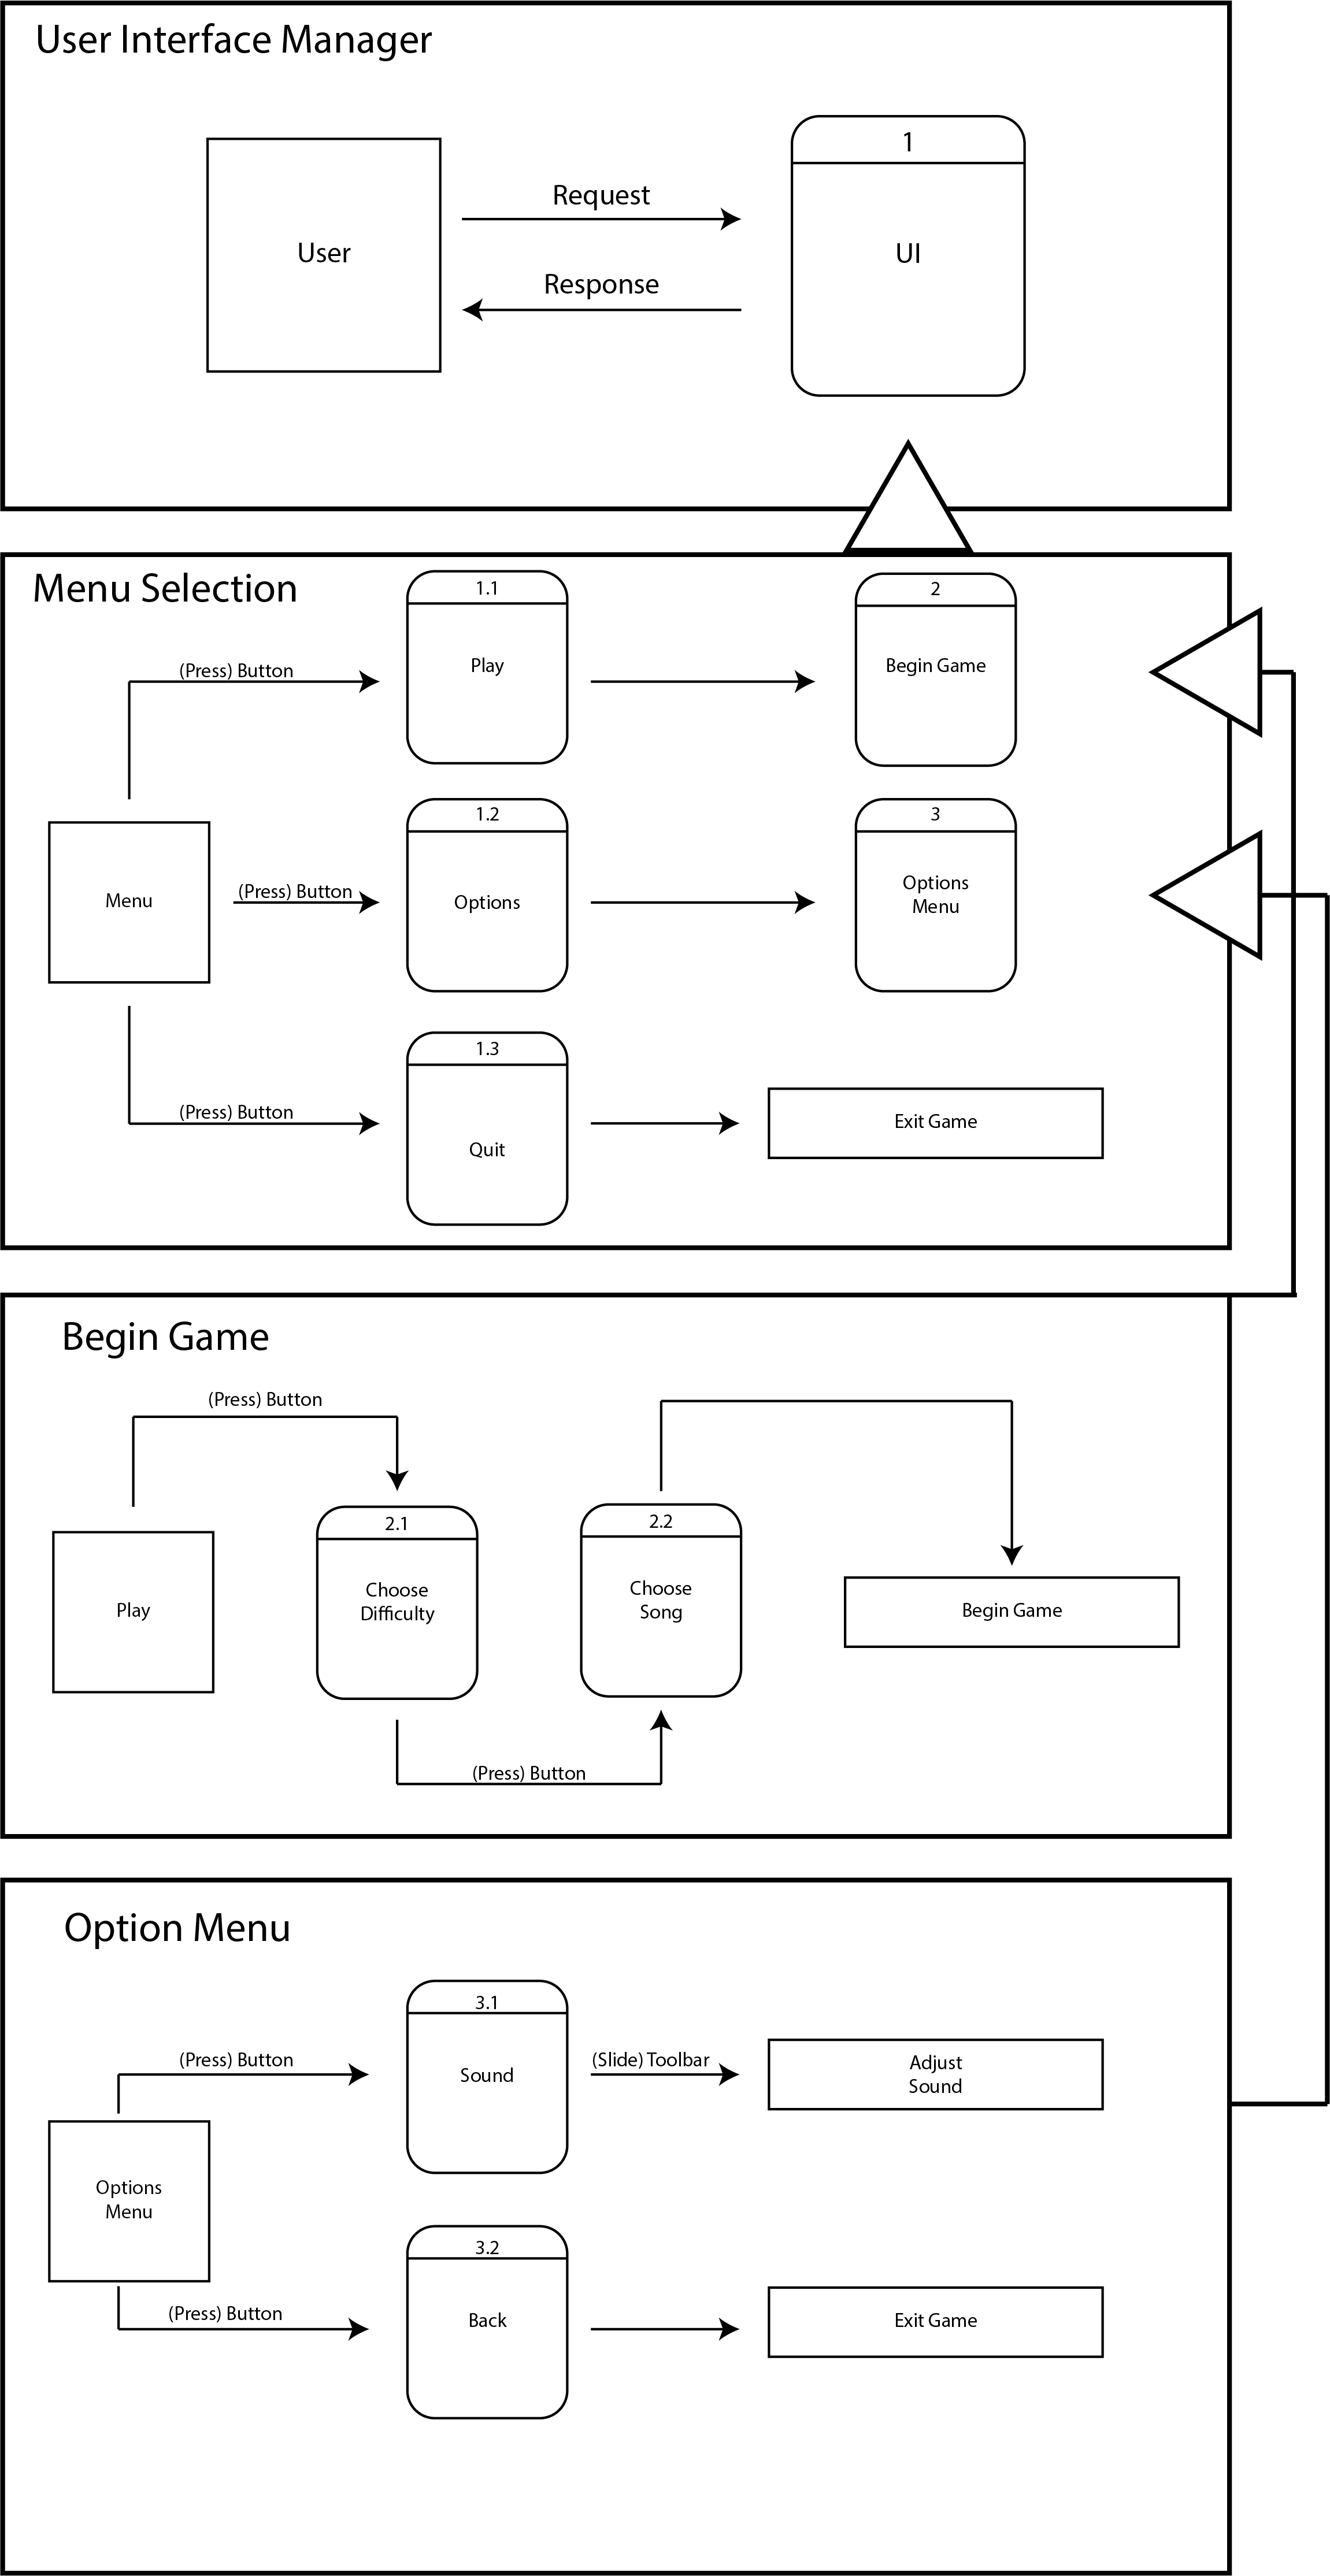 User Interface Manager
1
Request
User
UI
Response
Menu Selection
1.1
2
(Press) Button
Play
Begin Game
1.2
3
Menu
(Press) Button
Options
Options
Menu
1.3
(Press) Button
Quit
Exit Game
Begin Game
(Press) Button
2.1
2.2
Play
Choose
Difficulty
Choose
Song
Begin Game
(Press) Button
Option Menu
3.1
(Press) Button
Sound
(Slide) Toolbar
Adjust
Sound
Options
Menu
3.2
(Press) Button
Back
Exit Game